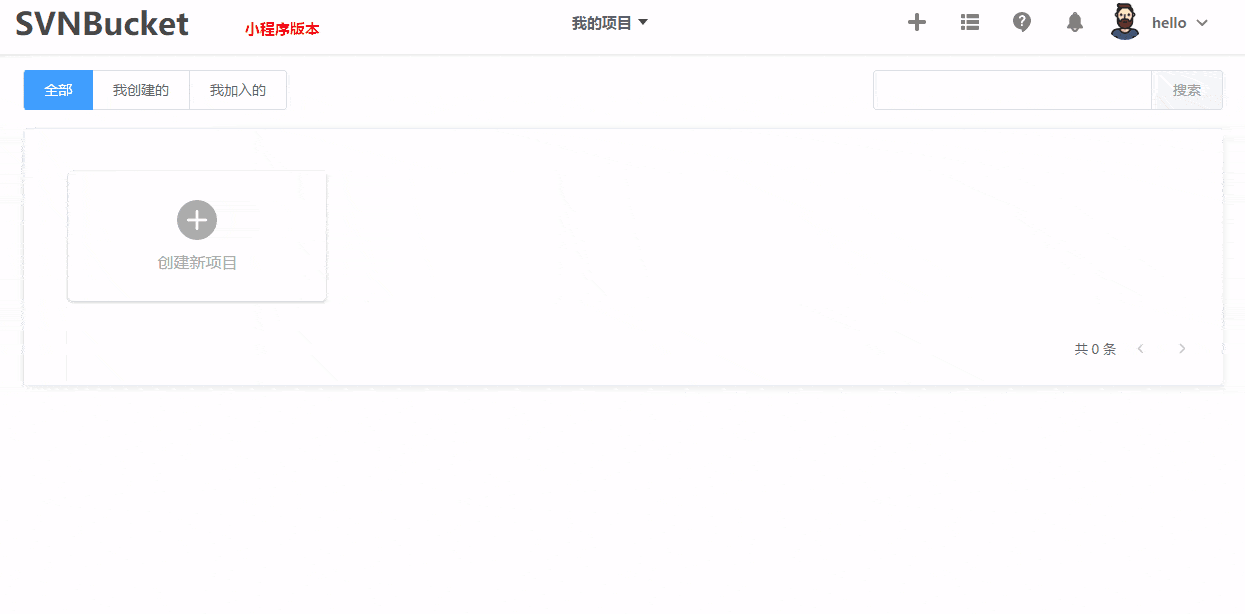 SVNBucket
小程序版本
我的项目
hello
全部
我创建的
我加入的
搜索
创建新项目
共 0 条